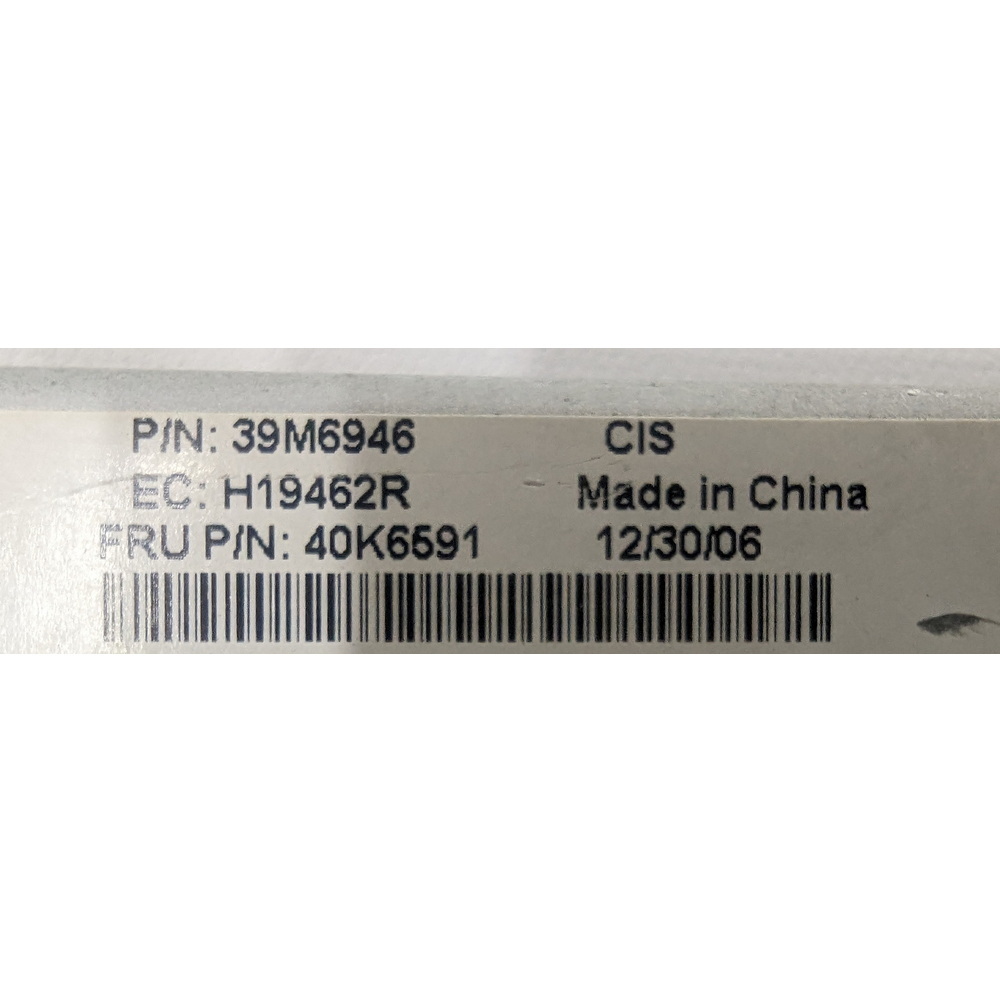 P/N: 39M6946 CIS
EC: H19462R Made in China
FRU P/N: 40K6591 12/30/06